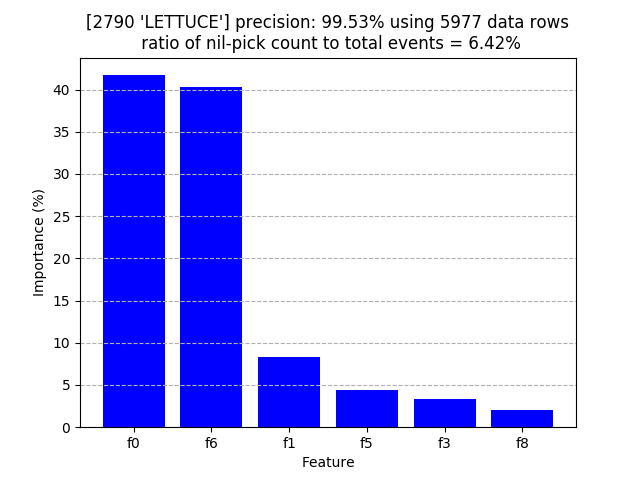 [2790 'LETTUCE'] precision: 99.53% using 5977 data rows
ratio of nil-pick count to total events = 6.42%
40
35
30
25
20
15
10
5
0
Importance (%)
f0 f6 f1 f5 f3 f8
Feature